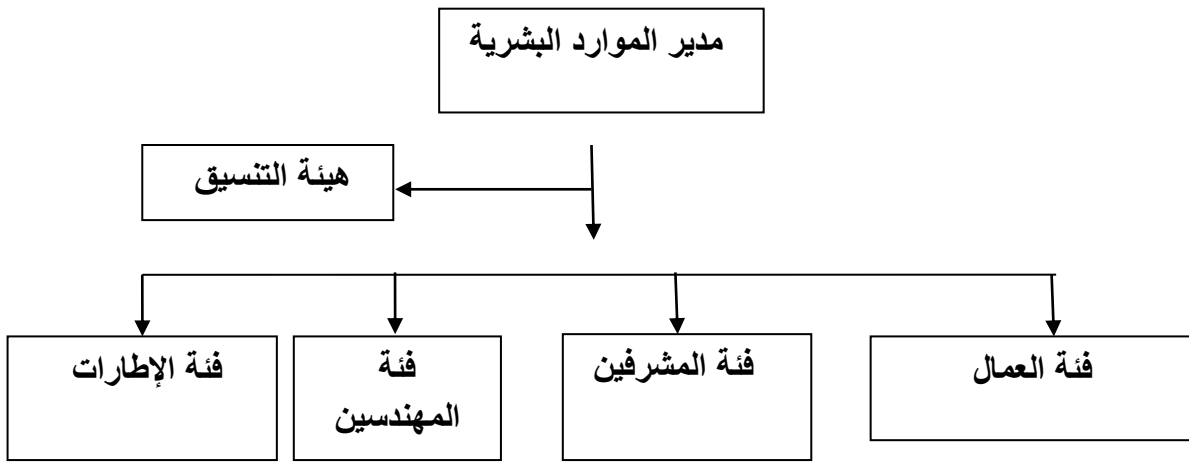 مدير الموارد البشرية
هيئة التنسيق
فئة العمال
فئة المشرفين
فئة
المهندسين
فئة الإطارات